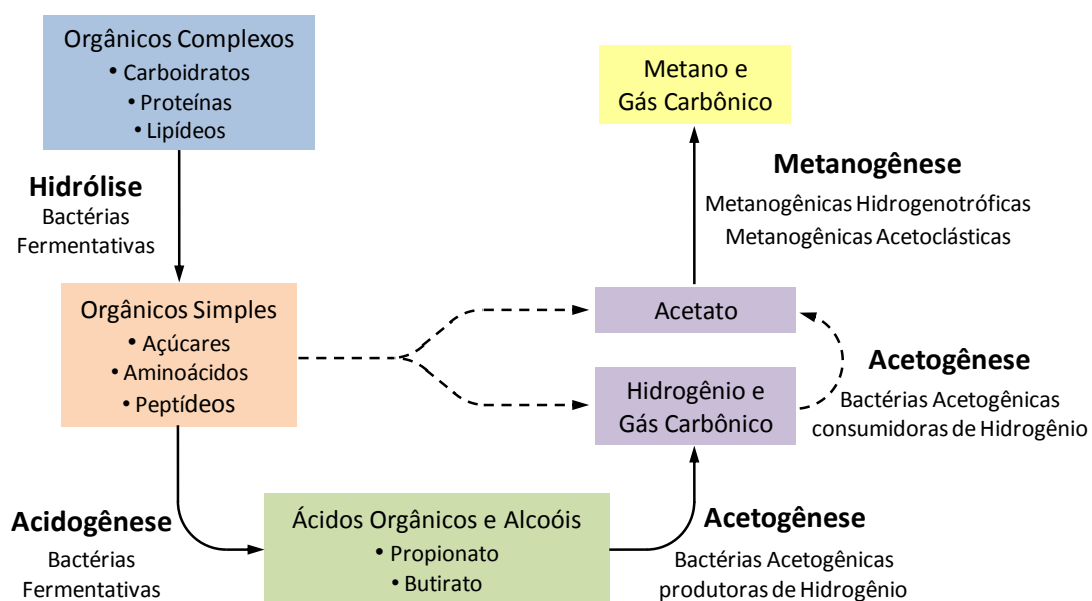 Orgânicos Complexos
• Carboidratos
• Proteínas
• Lipídeos
Hidrólise
Bactérias
Fermentativas
Orgânicos Simples
• Açúcares
• Aminoácidos
• Peptídeos
Acidogênese
Bactérias
Fermentativas
Ácidos Orgânicos e Alcoóis
• Propionato
• Butirato
Acetogênese
Bactérias Acetogênicas
produtoras de Hidrogênio
Hidrogênio e
Gás Carbônico
Acetogênese
Bactérias Acetogênicas
consumidoras de Hidrogênio
Acetato
Metanogênese
Metanogênicas Hidrogenotróficas
Metanogênicas Acetoclásticas
Metano e
Gás Carbônico